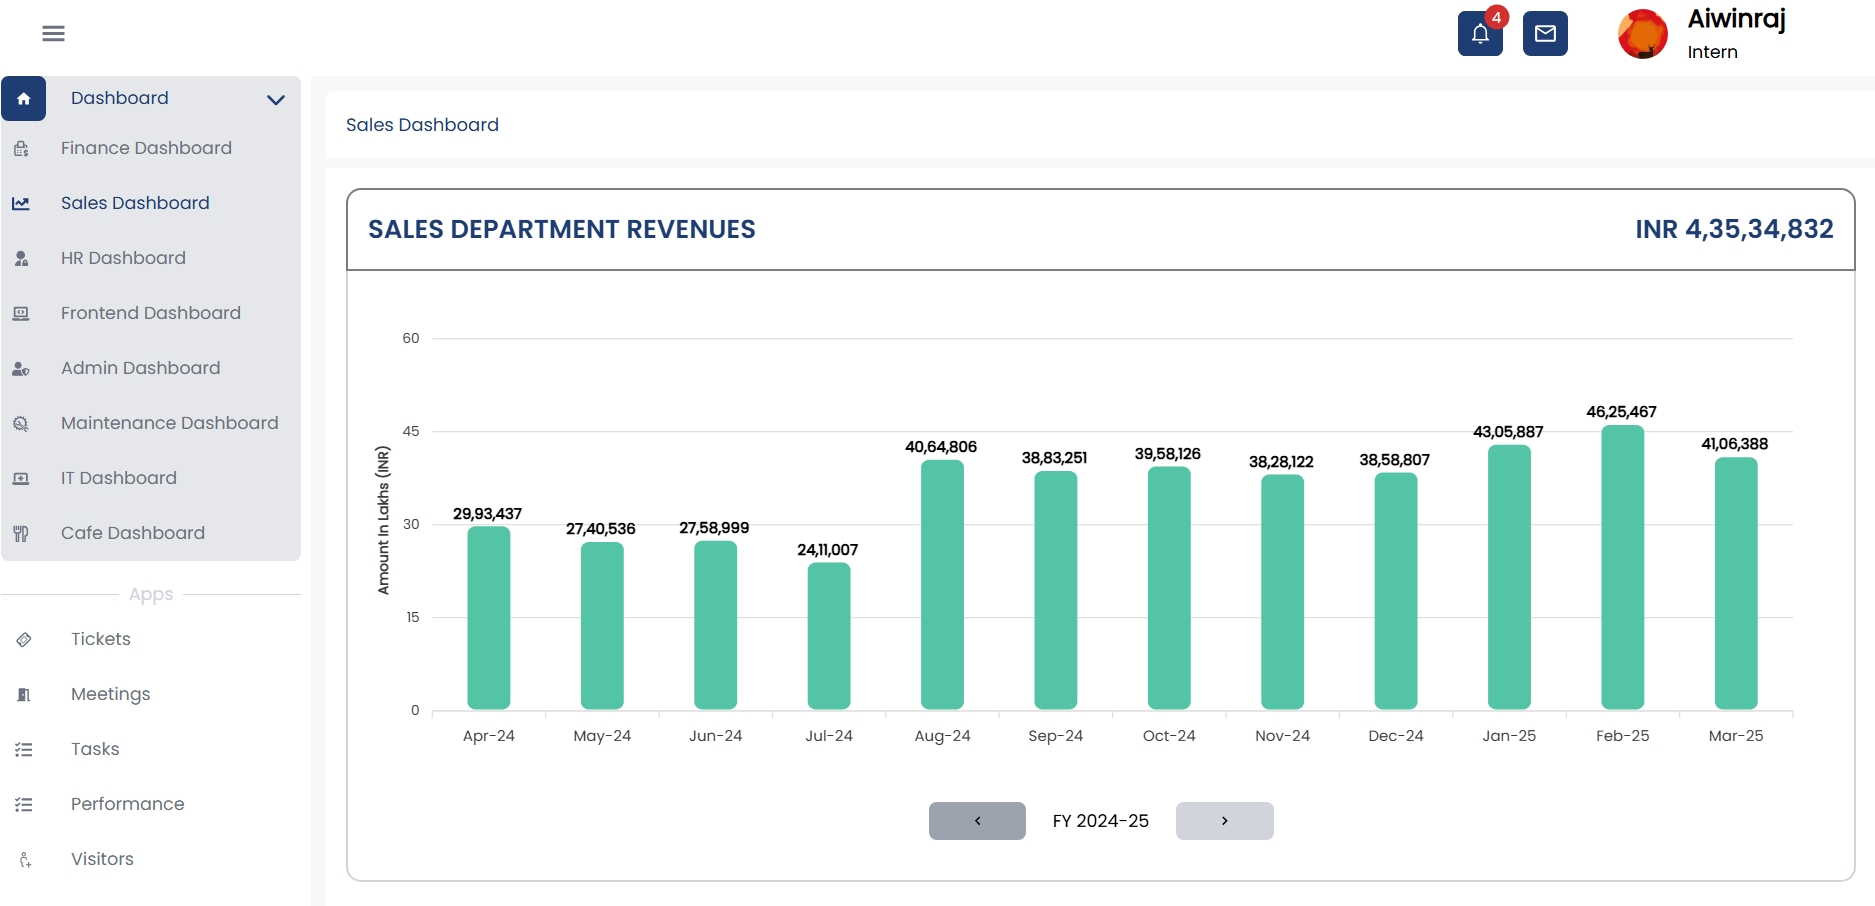 4
Aiwinraj
Intern
Dashboard
Finance Dashboard
Sales Dashboard
HR Dashboard
Frontend Dashboard
Admin Dashboard
Maintenance Dashboard
IT Dashboard
Cafe Dashboard
Apps
Tickets
Meetings
Tasks
Performance
Visitors
Sales Dashboard
SALES DEPARTMENT REVENUES
INR 4,35,34,832
Amount In Lakhs (INR)
60
45
30
15
0
29,93,437
27,40,536
27,58,999
24,11,007
40,64,806
38,83,251
39,58,126
38,28,122
38,58,807
43,05,887
46,25,467
41,06,388
Apr-24
May-24
Jun-24
Jul-24
Aug-24
Sep-24
Oct-24
Nov-24
Dec-24
Jan-25
Feb-25
Mar-25
FY 2024-25